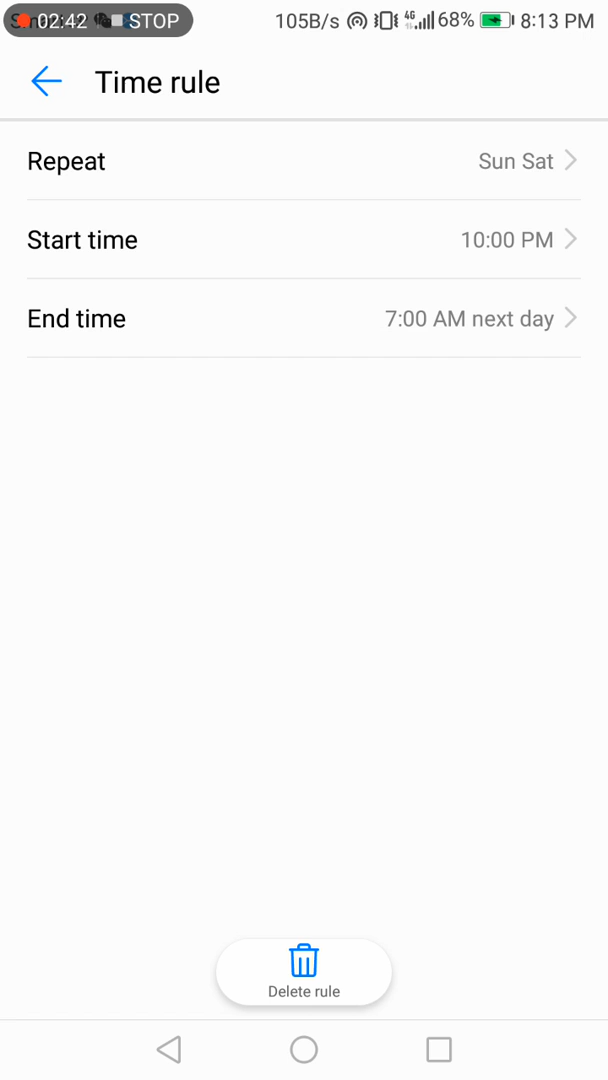 02:42 STOP 105B/s 4G 68% 8:13 PM
Time rule
Repeat Sun Sat
Start time 10:00 PM
End time 7:00 AM next day
Delete rule